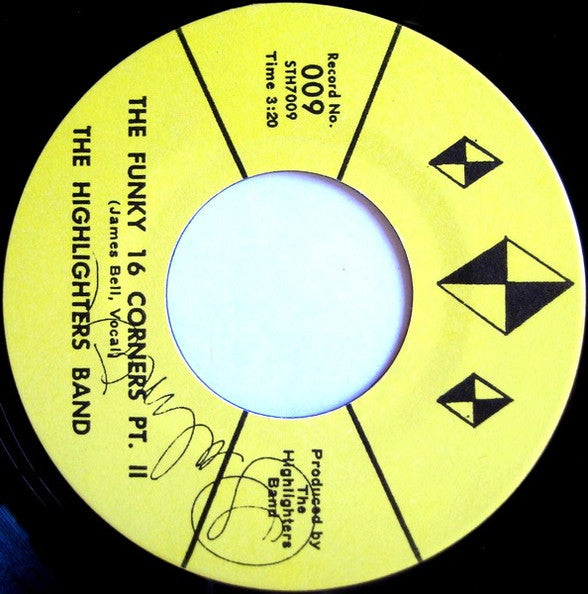 Record No.
009
STH7009
Time 3:20
Produced by
The
Highlighters
Band
THE FUNKY 16 CORNERS PT. II
(James Bell, Vocal)
THE HIGHLIGHTERS BAND